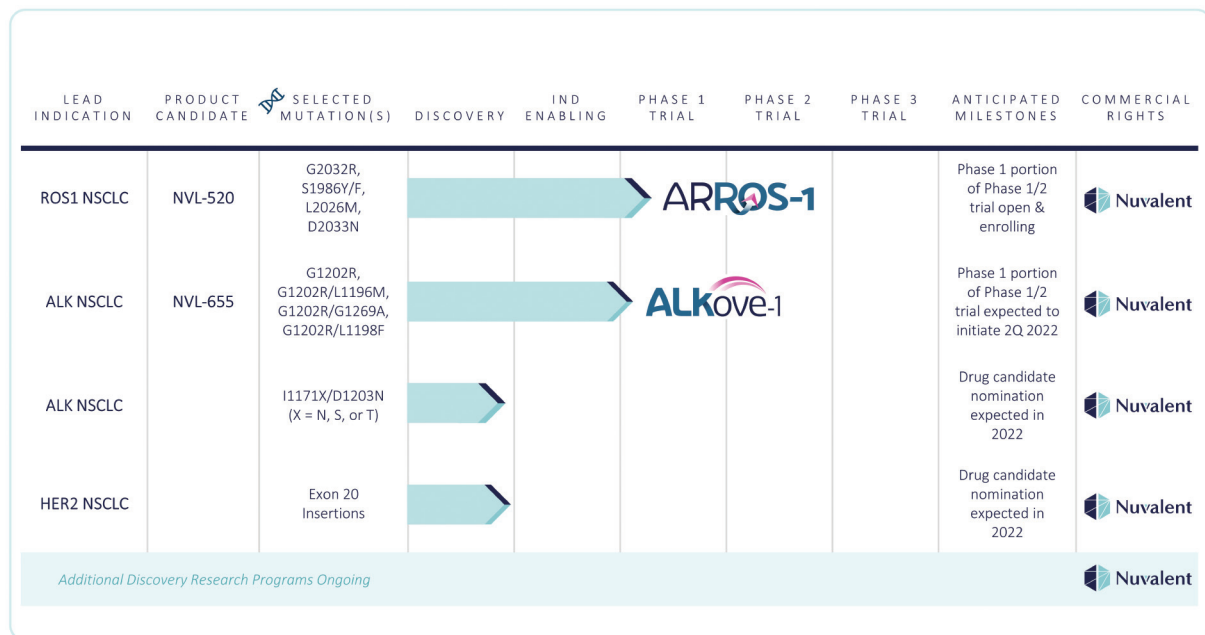 LEAD INDICATION
PRODUCT CANDIDATE
SELECTED MUTATION(S)
DISCOVERY
IND ENABLING
PHASE 1 TRIAL
PHASE 2 TRIAL
PHASE 3 TRIAL
ANTICIPATED MILESTONES
COMMERCIAL RIGHTS
ROS1 NSCLC
NVL-520
G2032R,
S1986Y/F,
L2026M,
D2033N
ARROS-1
Phase 1 portion
of Phase 1/2
trial open &
enrolling
Nuvalent
ALK NSCLC
NVL-655
G1202R,
G1202R/L1196M,
G1202R/G1269A,
G1202R/L1198F
ALKove-1
Phase 1 portion
of Phase 1/2
trial expected to
initiate 2Q 2022
Nuvalent
ALK NSCLC
I1171X/D1203N
(X = N, S, or T)
Drug candidate
nomination
expected in
2022
Nuvalent
HER2 NSCLC
Exon 20
Insertions
Drug candidate
nomination
expected in
2022
Nuvalent
Additional Discovery Research Programs Ongoing
Nuvalent